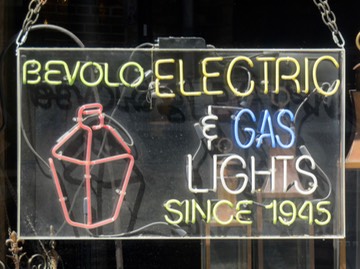 BEVOLO ELECTRIC
& GAS
LIGHTS
SINCE 1945